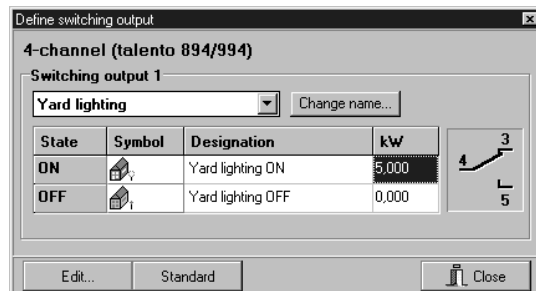 Define switching output
4-channel (talento 894/994)
Switching output 1
Yard lighting Change name...
State Symbol Designation kW
ON Yard lighting ON 5,000
OFF Yard lighting OFF 0,000
3
4
5
Edit... Standard Close